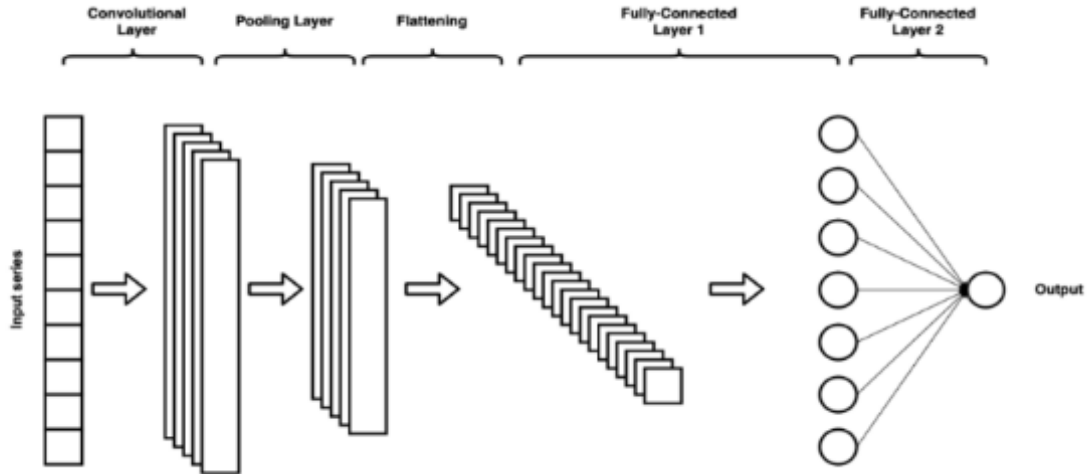 Convolutional
Layer
Pooling Layer
Flattening
Fully-Connected
Layer 1
Fully-Connected
Layer 2
Input series
Output